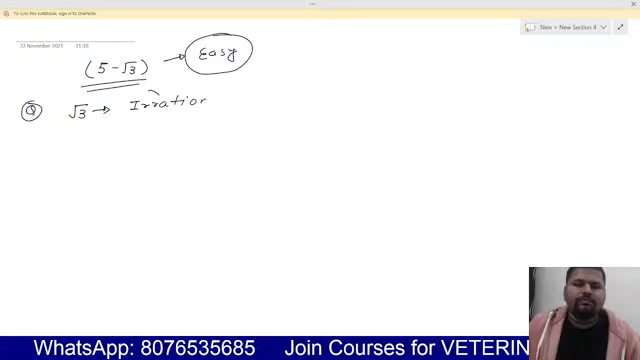 To sync this notebook, sign in to OneNote.
New > New Section 4
22 November 2021 11:38
(5-√3) → Easy
Q √3 → Irration
WhatsApp: 8076535685 Join Courses for VETERIN